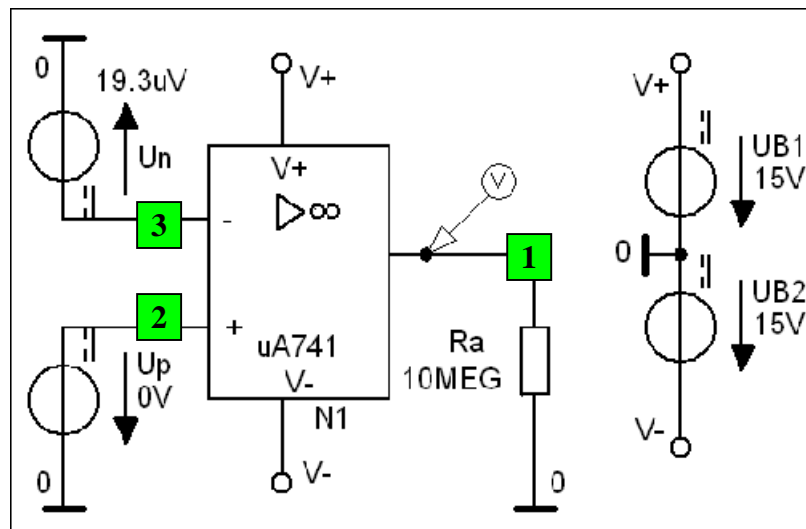 0
19.3uV
Un
3
V+
V+
-
∞
V
1
2
+
uA741
V-
N1
Up
0V
0
V-
Ra
10MEG
0
V+
UB1
15V
0
UB2
15V
V-